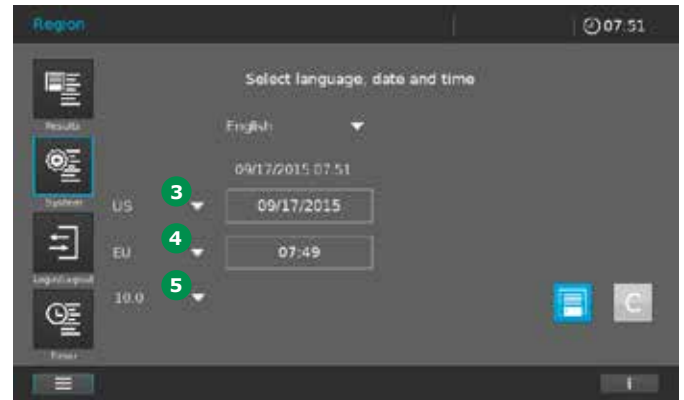 Region
07:51
Select language, date and time
Results
English
09/17/2015 07:51
System
US
3
09/17/2015
EU
4
07:49
Login/Logout
10.0
5
C
Timer
i